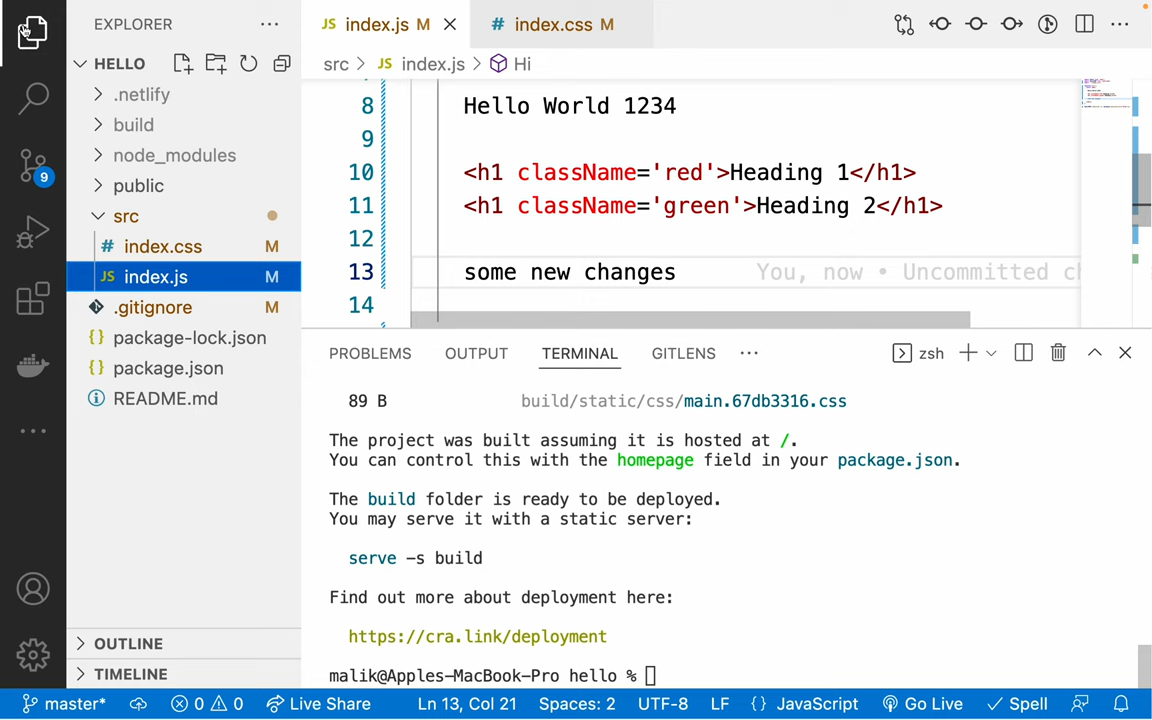 EXPLORER
HELLO
.netlify
build
node_modules
public
src
# index.css M
JS index.js M
.gitignore M
{} package-lock.json
{} package.json
README.md
OUTLINE
TIMELINE
9
JS index.js M
# index.css M
src > JS index.js > Hi
8 Hello World 1234
9
10 <h1 className='red'>Heading 1</h1>
11 <h1 className='green'>Heading 2</h1>
12
13 some new changes You, now • Uncommitted ch
14
PROBLEMS OUTPUT TERMINAL GITLENS
zsh
89 B build/static/css/main.67db3316.css
The project was built assuming it is hosted at /.
You can control this with the homepage field in your package.json.
The build folder is ready to be deployed.
You may serve it with a static server:
serve -s build
Find out more about deployment here:
https://cra.link/deployment
malik@Apples-MacBook-Pro hello %
master* 0 0 Live Share Ln 13, Col 21 Spaces: 2 UTF-8 LF {} JavaScript Go Live Spell